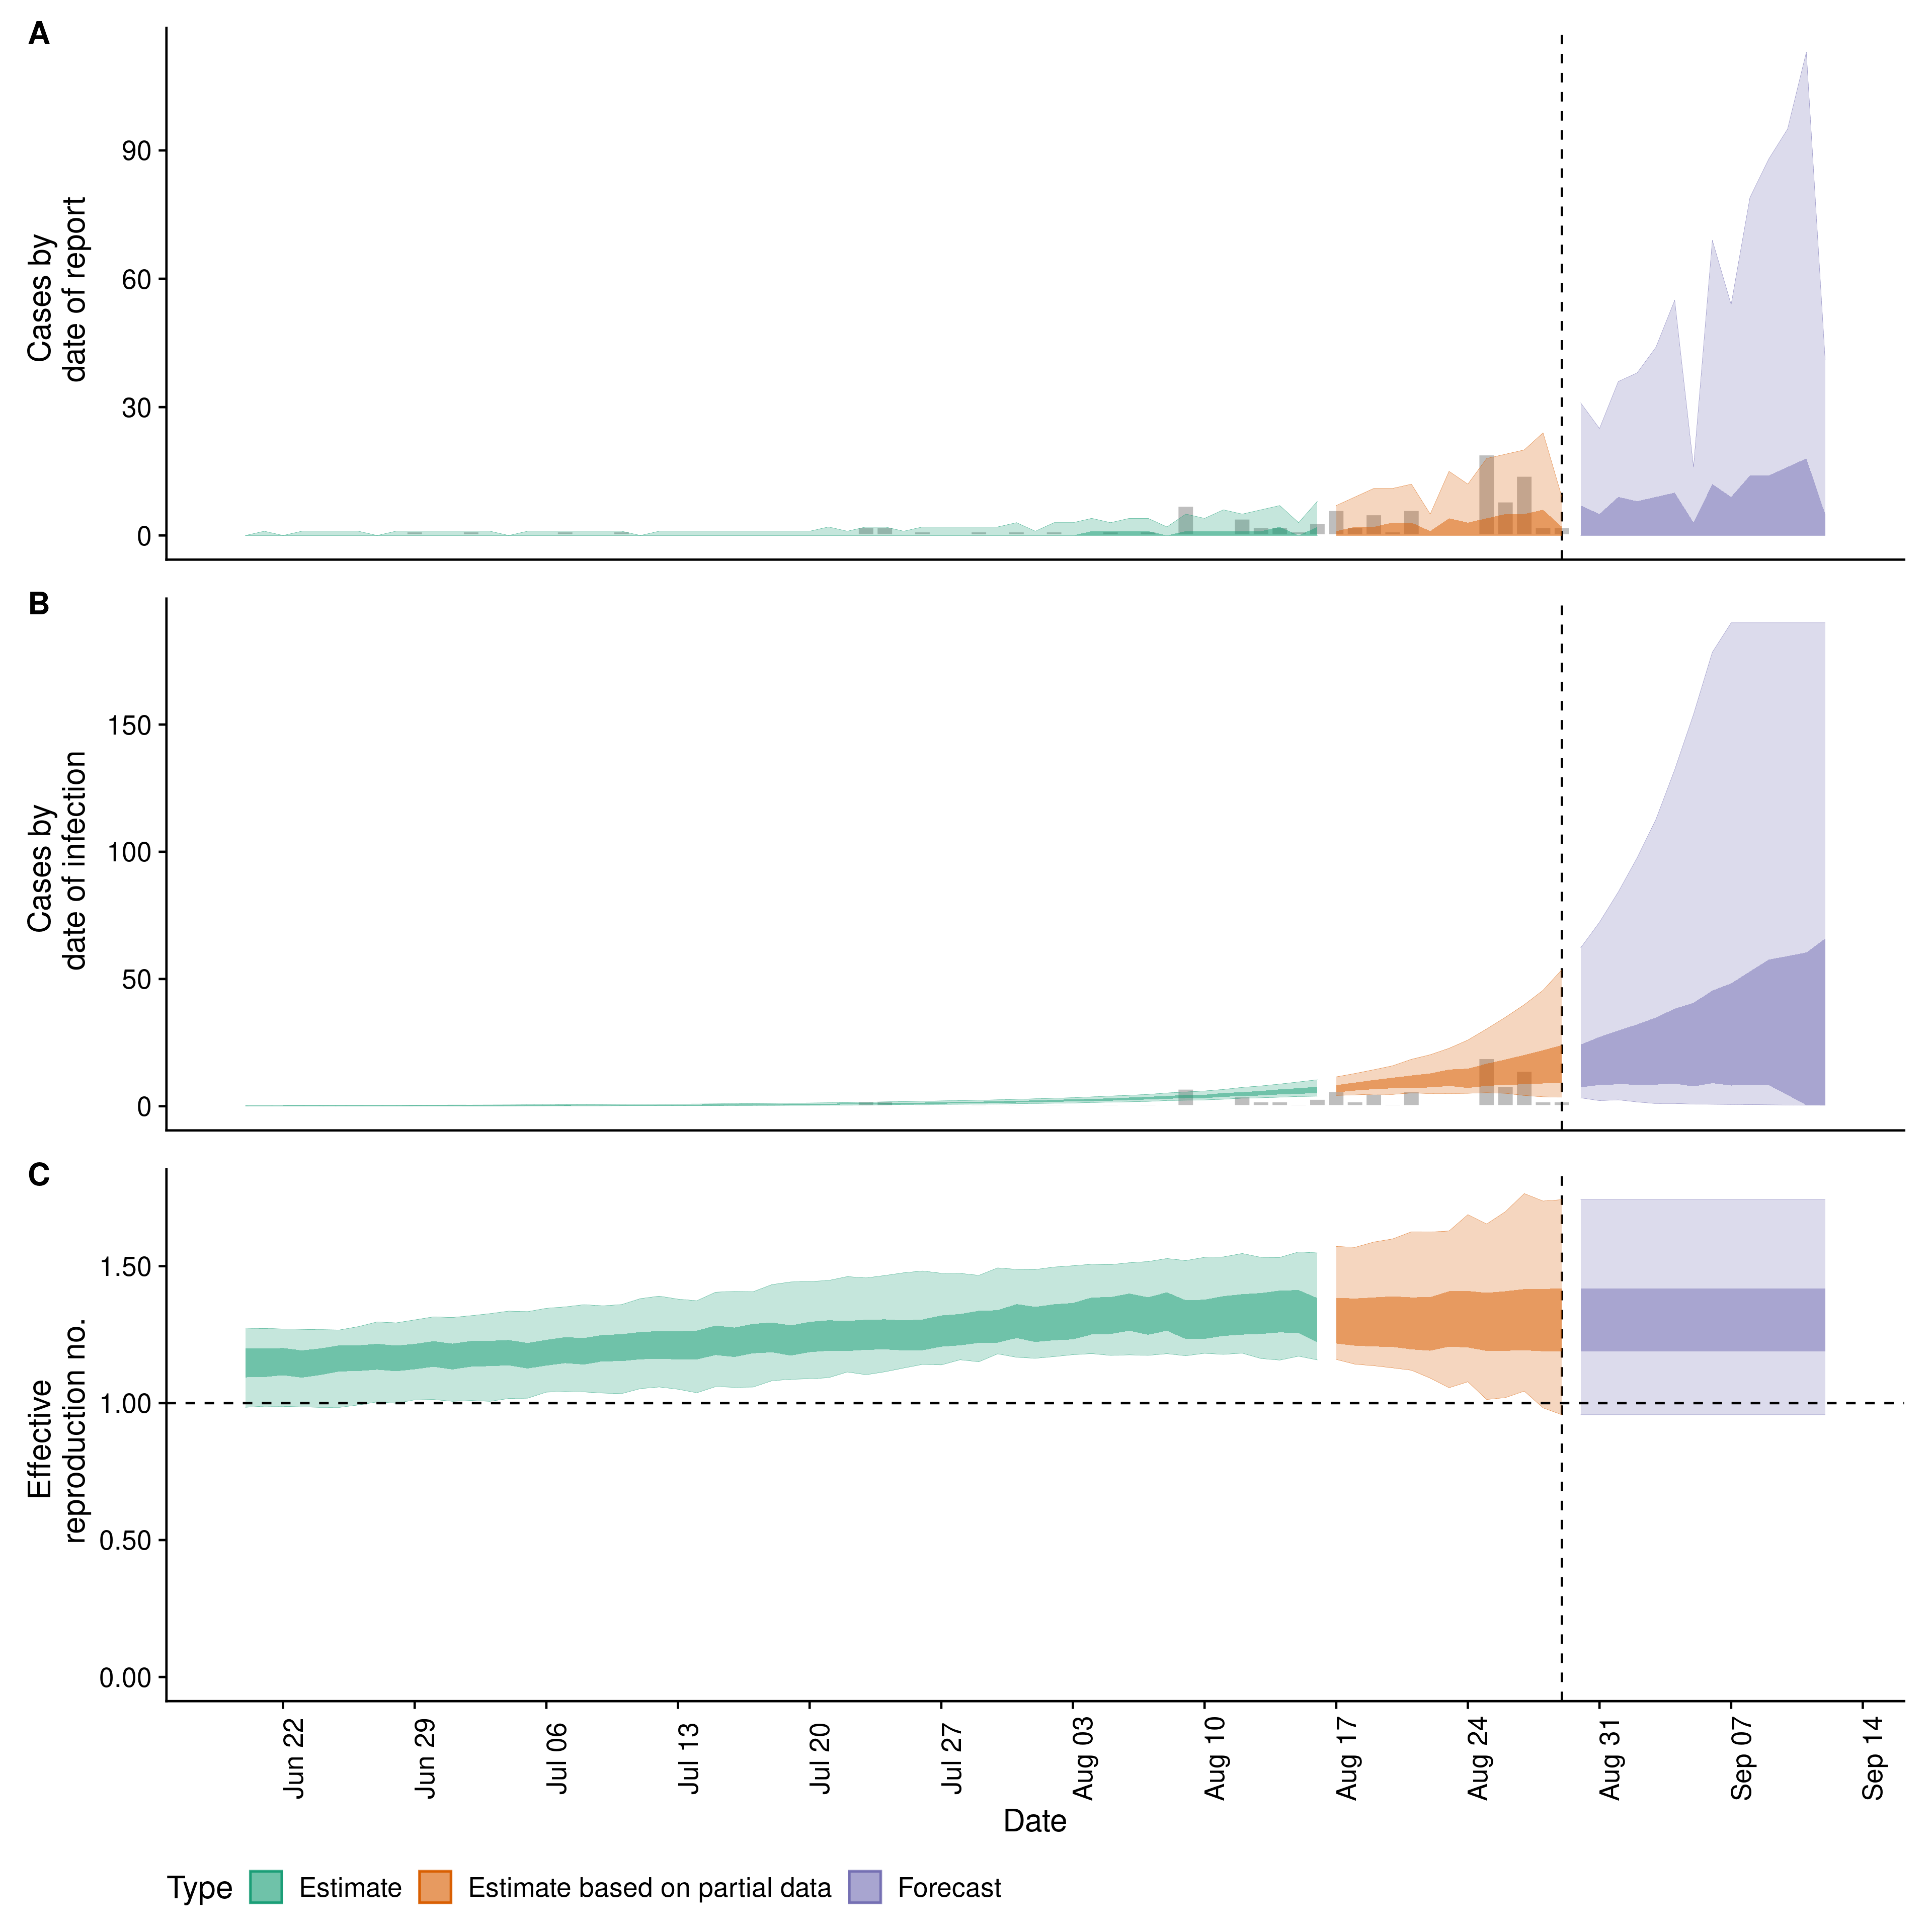 A
Cases by
date of report
90
60
30
0
B
Cases by
date of infection
150
100
50
0
C
Effective
reproduction no.
1.50
1.00
0.50
0.00
Jun 22
Jun 29
Jul 06
Jul 13
Jul 20
Jul 27
Aug 03
Aug 10
Aug 17
Aug 24
Aug 31
Sep 07
Sep 14
Date
Type
Estimate
Estimate based on partial data
Forecast